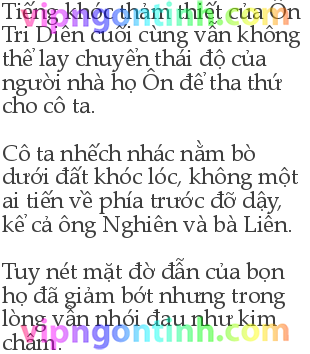 Tiếng khóc thảm thiết của Ôn
Tri Diên cuối cùng vẫn không
thể lay chuyển thái độ của
người nhà họ Ôn để tha thứ
cho cô ta.
Cô ta nhếch nhác nằm bò
dưới đất khóc lóc, không một
ai tiến về phía trước đỡ dậy,
kể cả ông Nghiên và bà Liên.
Tuy nét mặt đờ đẫn của bọn
họ đã giảm bớt nhưng trong
lòng vẫn nhói đau như kim
châm.
vipngontinh.com
vipngontinh.com